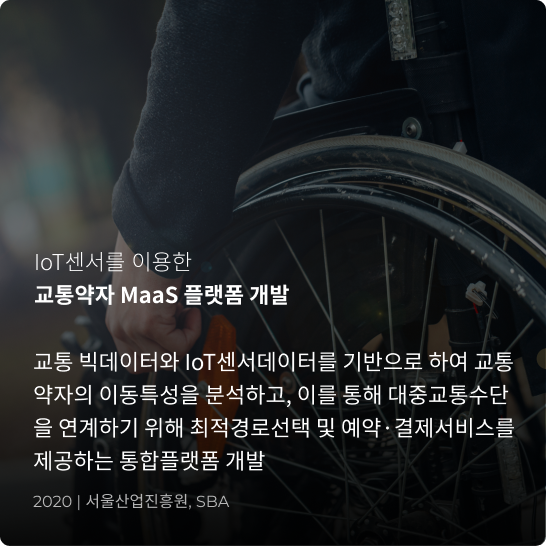 IoT센서를 이용한
교통약자 MaaS 플랫폼 개발
교통 빅데이터와 IoT센서데이터를 기반으로 하여 교통
약자의 이동특성을 분석하고, 이를 통해 대중교통수단
을 연계하기 위해 최적경로선택 및 예약·결제서비스를
제공하는 통합플랫폼 개발
2020 | 서울산업진흥원, SBA